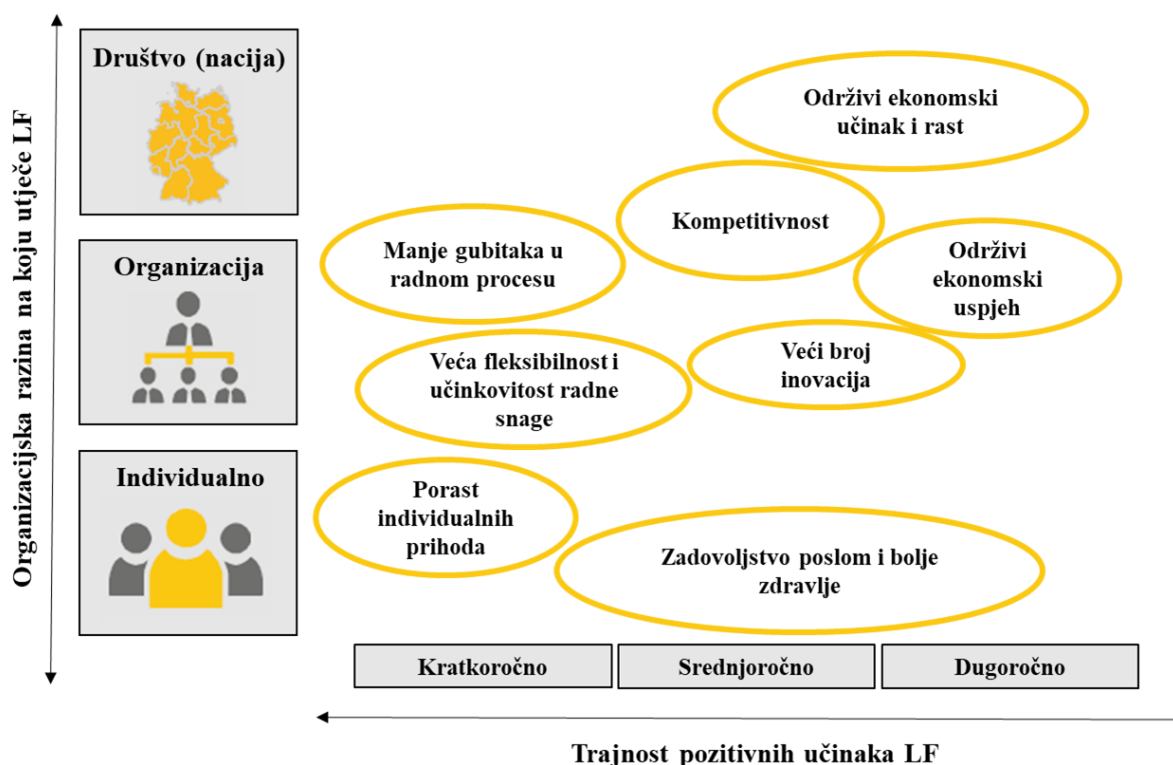 Organizacijska razina na koju utječe LF
Društvo (nacija)
Organizacija
Individualno
Održivi ekonomski
učinak i rast
Kompetitivnost
Manje gubitaka u
radnom procesu
Održivi
ekonomski
uspjeh
Veća fleksibilnost i
učinkovitost radne
snage
Veći broj
inovacija
Porast
individualnih
prihoda
Zadovoljstvo poslom i bolje
zdravlje
Kratkoročno
Srednjoročno
Dugoročno
Trajnost pozitivnih učinaka LF